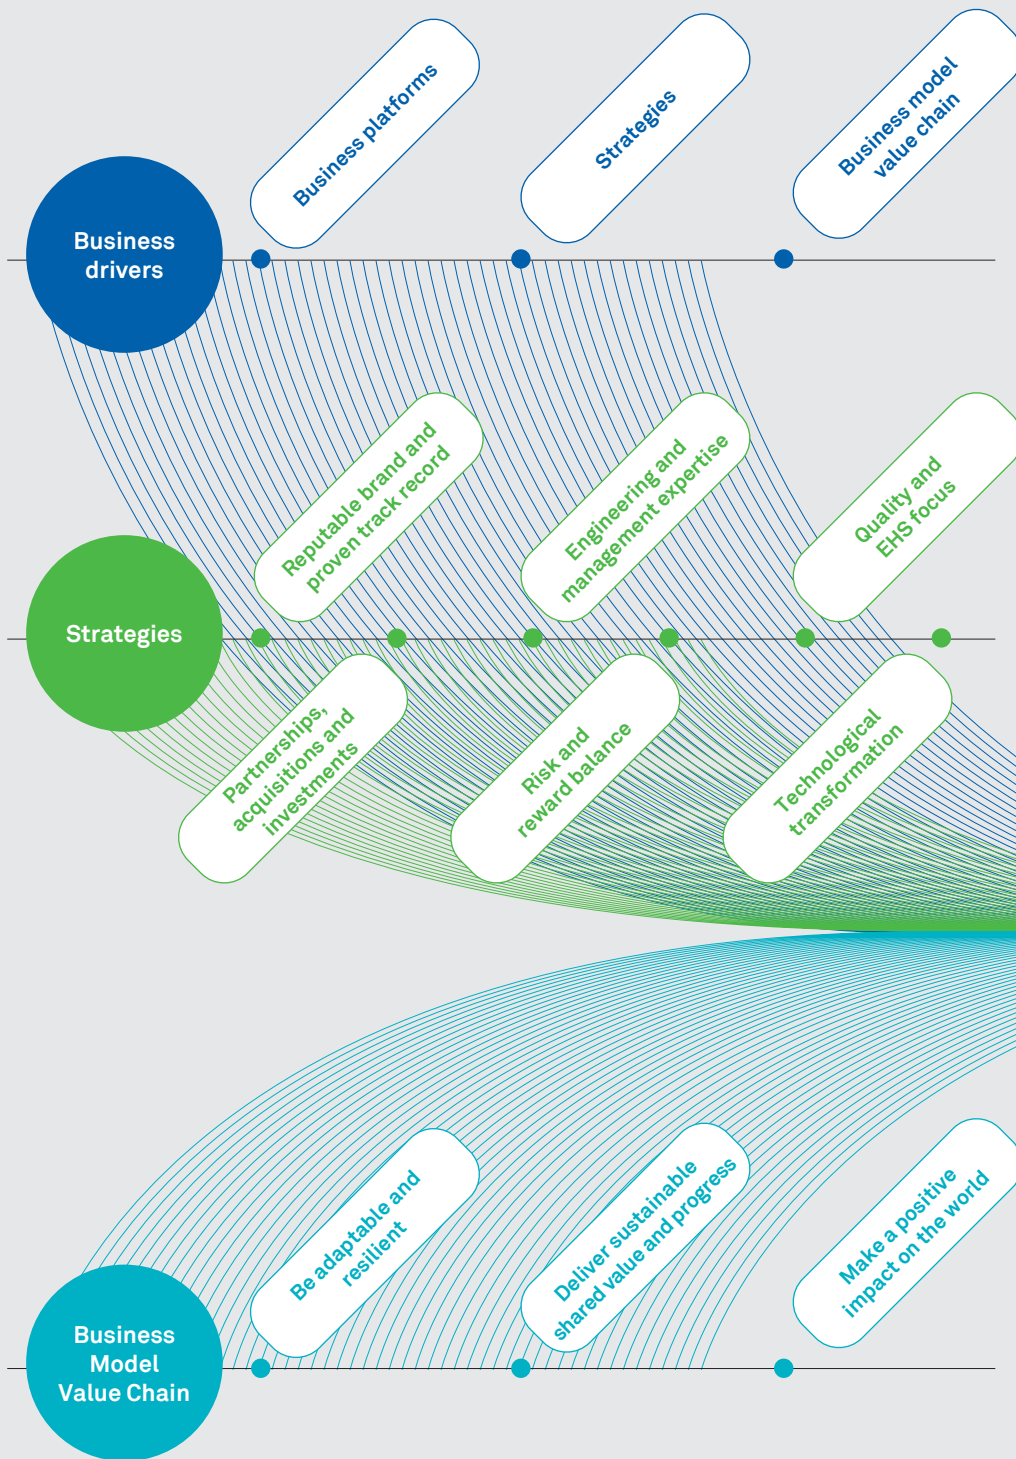 Business platforms
Strategies
Business model
value chain
Business
drivers
Reputable brand and
proven track record
Engineering and
management expertise
Quality and
EHS focus
Strategies
Partnerships,
acquisitions and
investments
Risk and
reward balance
Technological
transformation
Be adaptable and
resilient
Deliver sustainable
shared value and progress
Make a positive
impact on the world
Business
Model
Value Chain